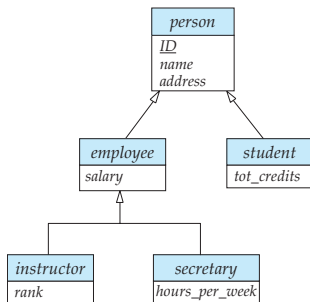 person
ID
name
address
employee
salary
student
tot_credits
instructor
rank
secretary
hours_per_week